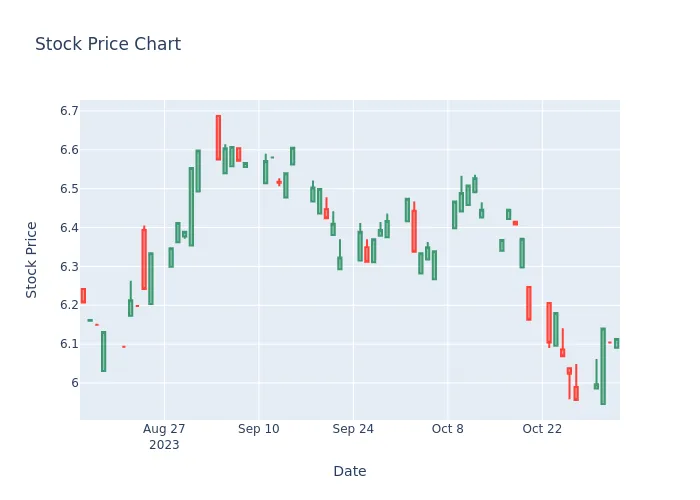 Stock Price Chart
Stock Price
6.7
6.6
6.5
6.4
6.3
6.2
6.1
6
Aug 27
2023
Sep 10
Sep 24
Oct 8
Oct 22
Date